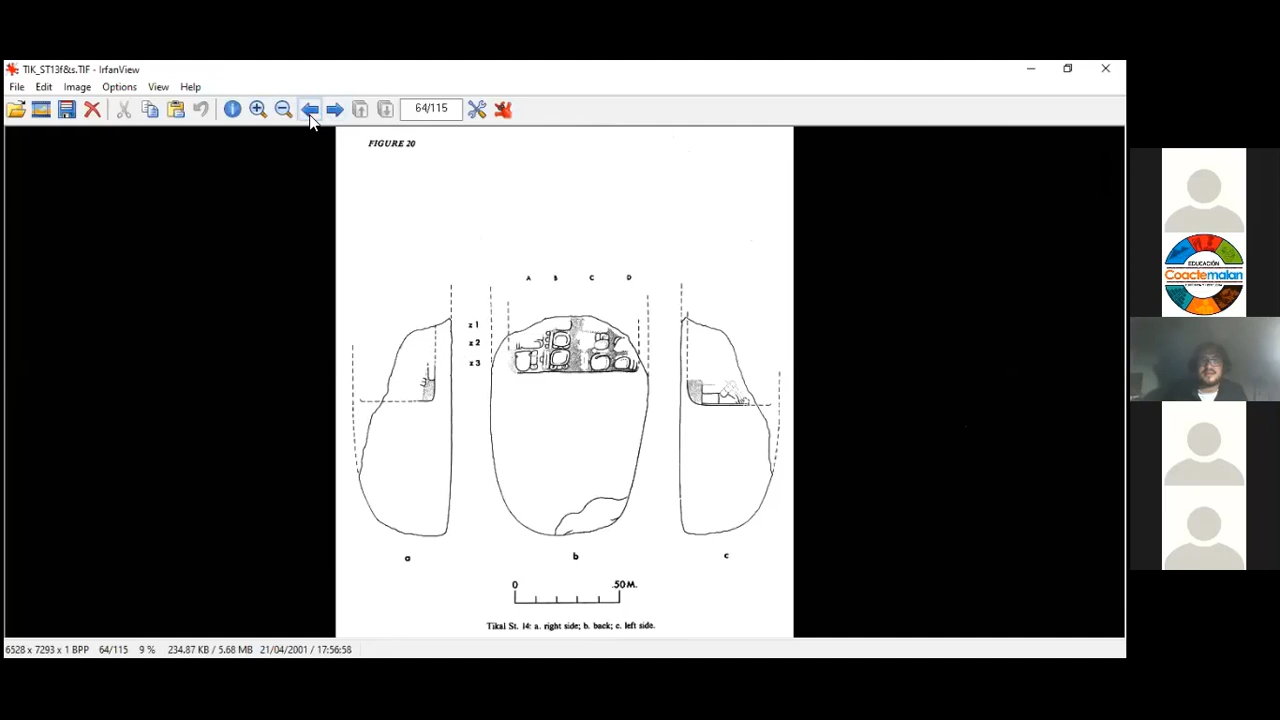 TIK_ST13f&s.TIF - IrfanView
File Edit Image Options View Help
64/115
FIGURE 20
A B C D
z 1
z 2
z 3
a b c
0 .50 M.
Tikal St. 14: a. right side; b. back; c. left side.
6528 x 7293 x 1 BPP 64/115 9 % 234.87 KB / 5.68 MB 21/04/2001 / 17:56:58
EDUCACIÓN
Coactemalan